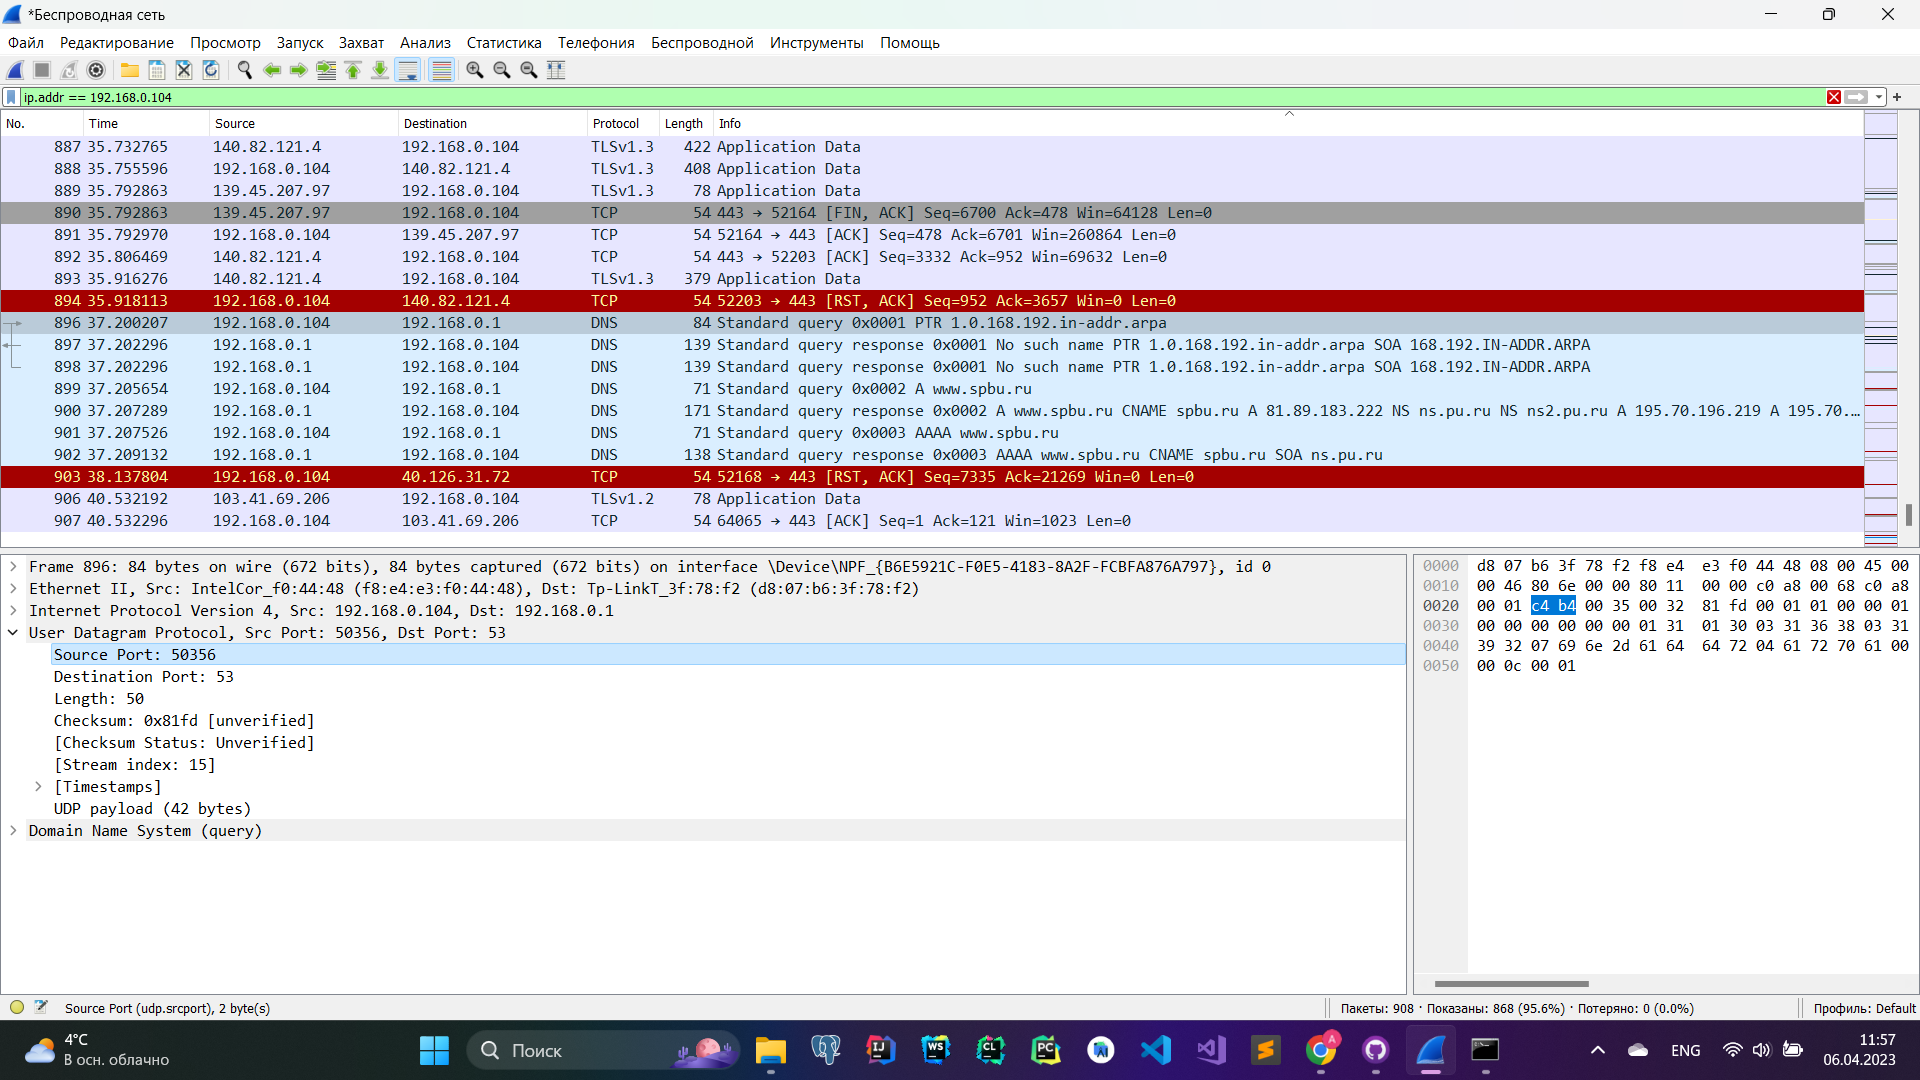 *Беспроводная сеть
Файл Редактирование Просмотр Запуск Захват Анализ Статистика Телефония Беспроводной Инструменты Помощь
ip.addr == 192.168.0.104
No. Time Source Destination Protocol Length Info
887 35.732765 140.82.121.4 192.168.0.104 TLSv1.3 422 Application Data
888 35.755596 192.168.0.104 140.82.121.4 TLSv1.3 408 Application Data
889 35.792863 139.45.207.97 192.168.0.104 TLSv1.3 78 Application Data
890 35.792863 139.45.207.97 192.168.0.104 TCP 54 443 → 52164 [FIN, ACK] Seq=6700 Ack=478 Win=64128 Len=0
891 35.792970 192.168.0.104 139.45.207.97 TCP 54 52164 → 443 [ACK] Seq=478 Ack=6701 Win=260864 Len=0
892 35.806469 140.82.121.4 192.168.0.104 TCP 54 443 → 52203 [ACK] Seq=3332 Ack=952 Win=69632 Len=0
893 35.916276 140.82.121.4 192.168.0.104 TLSv1.3 379 Application Data
894 35.918113 192.168.0.104 140.82.121.4 TCP 54 52203 → 443 [RST, ACK] Seq=952 Ack=3657 Win=0 Len=0
896 37.200207 192.168.0.104 192.168.0.1 DNS 84 Standard query 0x0001 PTR 1.0.168.192.in-addr.arpa
897 37.202296 192.168.0.1 192.168.0.104 DNS 139 Standard query response 0x0001 No such name PTR 1.0.168.192.in-addr.arpa SOA 168.192.IN-ADDR.ARPA
898 37.202296 192.168.0.1 192.168.0.104 DNS 139 Standard query response 0x0001 No such name PTR 1.0.168.192.in-addr.arpa SOA 168.192.IN-ADDR.ARPA
899 37.205654 192.168.0.104 192.168.0.1 DNS 71 Standard query 0x0002 A www.spbu.ru
900 37.207289 192.168.0.1 192.168.0.104 DNS 171 Standard query response 0x0002 A www.spbu.ru CNAME spbu.ru A 81.89.183.222 NS ns.pu.ru NS ns2.pu.ru A 195.70.196.219 A 195.70.…
901 37.207526 192.168.0.104 192.168.0.1 DNS 71 Standard query 0x0003 AAAA www.spbu.ru
902 37.209132 192.168.0.1 192.168.0.104 DNS 138 Standard query response 0x0003 AAAA www.spbu.ru CNAME spbu.ru SOA ns.pu.ru
903 38.137804 192.168.0.104 40.126.31.72 TCP 54 52168 → 443 [RST, ACK] Seq=7335 Ack=21269 Win=0 Len=0
906 40.532192 103.41.69.206 192.168.0.104 TLSv1.2 78 Application Data
907 40.532296 192.168.0.104 103.41.69.206 TCP 54 64065 → 443 [ACK] Seq=1 Ack=121 Win=1023 Len=0
Frame 896: 84 bytes on wire (672 bits), 84 bytes captured (672 bits) on interface \Device\NPF_{B6E5921C-F0E5-4183-8A2F-FCBFA876A797}, id 0
Ethernet II, Src: IntelCor_f0:44:48 (f8:e4:e3:f0:44:48), Dst: Tp-LinkT_3f:78:f2 (d8:07:b6:3f:78:f2)
Internet Protocol Version 4, Src: 192.168.0.104, Dst: 192.168.0.1
User Datagram Protocol, Src Port: 50356, Dst Port: 53
Source Port: 50356
Destination Port: 53
Length: 50
Checksum: 0x81fd [unverified]
[Checksum Status: Unverified]
[Stream index: 15]
[Timestamps]
UDP payload (42 bytes)
Domain Name System (query)
0000 d8 07 b6 3f 78 f2 f8 e4 e3 f0 44 48 08 00 45 00
0010 00 46 80 6e 00 00 80 11 00 00 c0 a8 00 68 c0 a8
0020 00 01 c4 b4 00 35 00 32 81 fd 00 01 01 00 00 01
0030 00 00 00 00 00 00 01 31 01 30 03 31 36 38 03 31
0040 39 32 07 69 6e 2d 61 64 64 72 04 61 72 70 61 00
0050 00 0c 00 01
Source Port (udp.srcport), 2 byte(s)
Пакеты: 908 · Показаны: 868 (95.6%) · Потеряно: 0 (0.0%)
Профиль: Default
4°C
В осн. облачно
Поиск
IJ
WS
CL
PC
A
ENG
11:57
06.04.2023